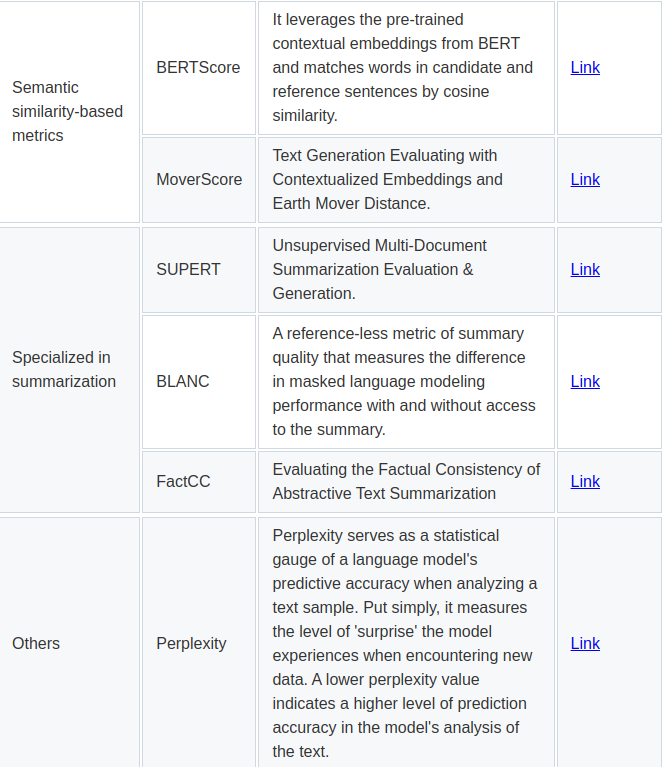 Semantic
similarity-based
metrics
BERTScore
It leverages the pre-trained
contextual embeddings from BERT
and matches words in candidate and
reference sentences by cosine
similarity.
Link
MoverScore
Text Generation Evaluating with
Contextualized Embeddings and
Earth Mover Distance.
Link
Specialized in
summarization
SUPERT
Unsupervised Multi-Document
Summarization Evaluation &
Generation.
Link
BLANC
A reference-less metric of summary
quality that measures the difference
in masked language modeling
performance with and without access
to the summary.
Link
FactCC
Evaluating the Factual Consistency of
Abstractive Text Summarization
Link
Others
Perplexity
Perplexity serves as a statistical
gauge of a language model's
predictive accuracy when analyzing a
text sample. Put simply, it measures
the level of 'surprise' the model
experiences when encountering new
data. A lower perplexity value
indicates a higher level of prediction
accuracy in the model's analysis of
the text.
Link